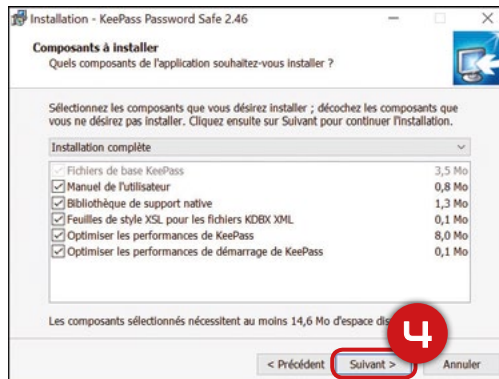 Installation - KeePass Password Safe 2.46
Composants à installer
Quels composants de l'application souhaitez-vous installer ?
Sélectionnez les composants que vous désirez installer ; décochez les composants que
vous ne désirez pas installer. Cliquez ensuite sur Suivant pour continuer l'installation.
Installation complète
Fichiers de base KeePass 3,5 Mo
Manuel de l'utilisateur 0,8 Mo
Bibliothèque de support native 1,3 Mo
Feuilles de style XSL pour les fichiers KDBX XML 0,1 Mo
Optimiser les performances de KeePass 8,0 Mo
Optimiser les performances de démarrage de KeePass 0,1 Mo
Les composants sélectionnés nécessitent au moins 14,6 Mo d'espace
4
< Précédent Suivant > Annuler